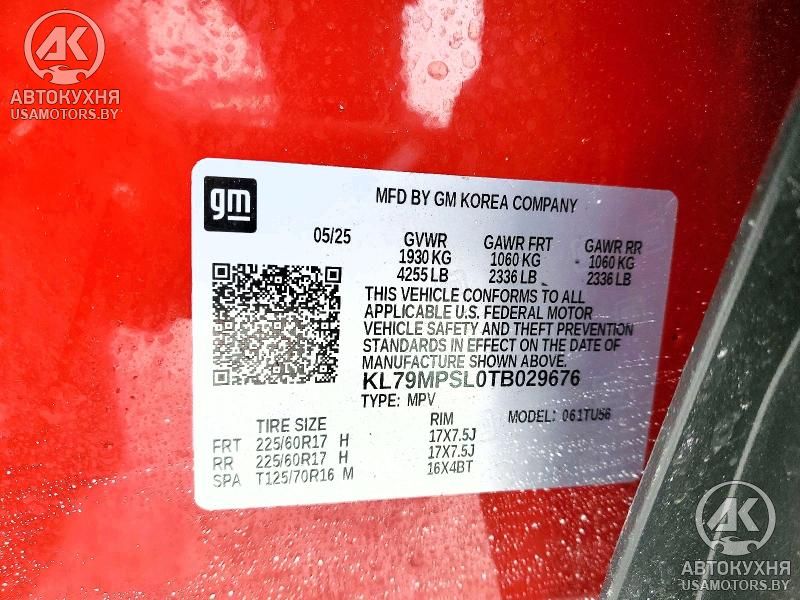 AK
АВТОКУХНЯ
USAMOTORS.BY
gm
MFD BY GM KOREA COMPANY
05/25 GVWR GAWR FRT GAWR RR
1930 KG 1060 KG 1060 KG
4255 LB 2336 LB 2336 LB
THIS VEHICLE CONFORMS TO ALL
APPLICABLE U.S. FEDERAL MOTOR
VEHICLE SAFETY AND THEFT PREVENTION
STANDARDS IN EFFECT ON THE DATE OF
MANUFACTURE SHOWN ABOVE.
KL79MPSL0TB029676
TYPE: MPV MODEL: 061TU56
TIRE SIZE RIM
FRT 225/60R17 H 17X7.5J
RR 225/60R17 H 17X7.5J
SPA T125/70R16 M 16X4BT
AK
АВТОКУХНЯ
USAMOTORS.BY